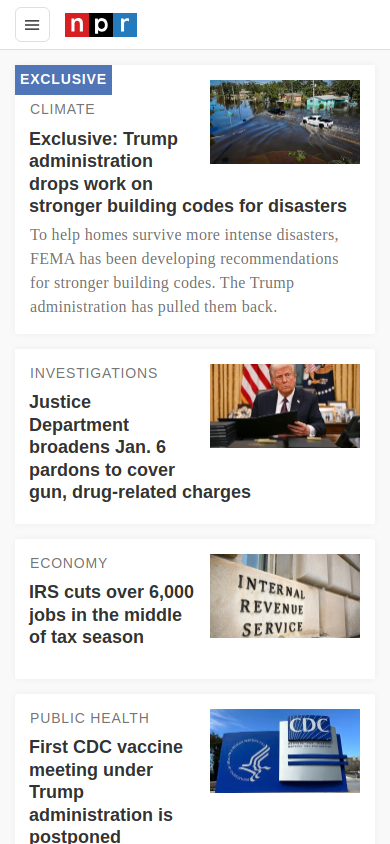 npr
EXCLUSIVE
CLIMATE
Exclusive: Trump
administration
drops work on
stronger building codes for disasters
To help homes survive more intense disasters,
FEMA has been developing recommendations
for stronger building codes. The Trump
administration has pulled them back.
INVESTIGATIONS
Justice
Department
broadens Jan. 6
pardons to cover
gun, drug-related charges
ECONOMY
IRS cuts over 6,000
jobs in the middle
of tax season
INTERNAL
REVENUE
SERVICE
PUBLIC HEALTH
First CDC vaccine
meeting under
Trump
administration is
postponed
CDC